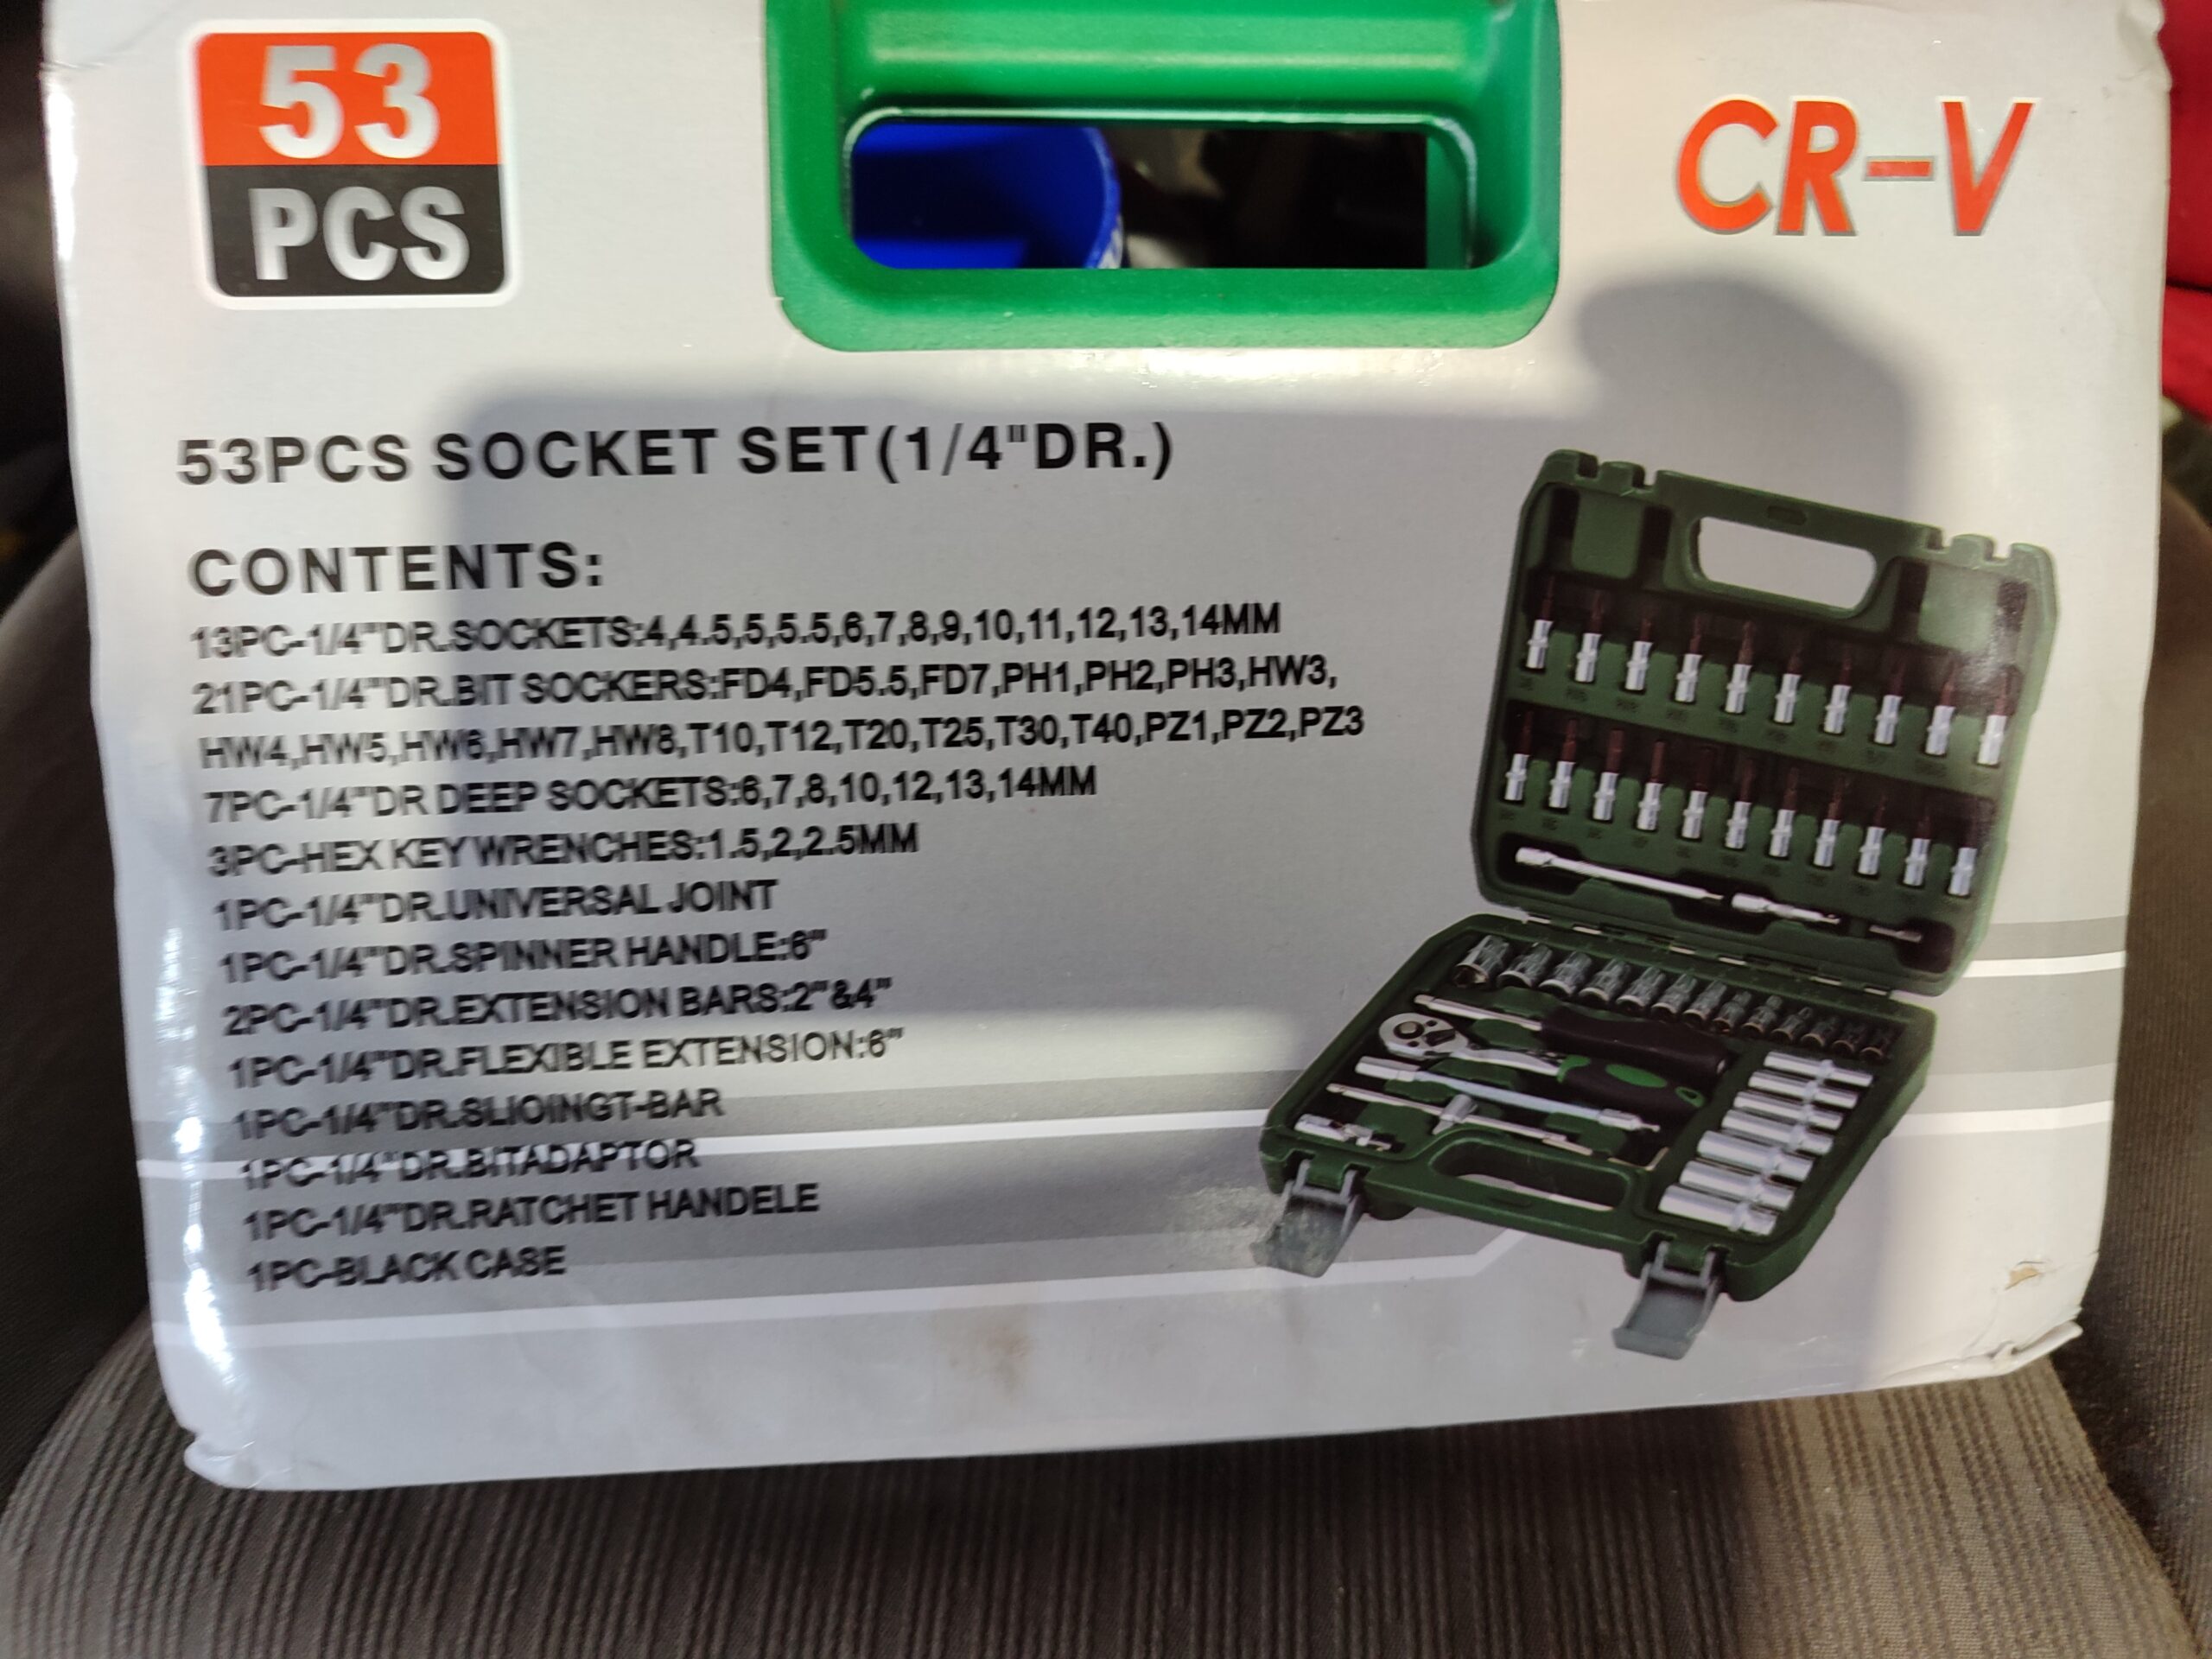 53
PCS
CR-V
53PCS SOCKET SET(1/4"DR.)
CONTENTS:
13PC-1/4"DR.SOCKETS:4,4.5,5,5.5,6,7,8,9,10,11,12,13,14MM
21PC-1/4"DR.BIT SOCKERS:FD4,FD5.5,FD7,PH1,PH2,PH3,HW3,
HW4,HW5,HW6,HW7,HW8,T10,T12,T20,T25,T30,T40,PZ1,PZ2,PZ3
7PC-1/4"DR DEEP SOCKETS:6,7,8,10,12,13,14MM
3PC-HEX KEY WRENCHES:1.5,2,2.5MM
1PC-1/4"DR.UNIVERSAL JOINT
1PC-1/4"DR.SPINNER HANDLE:6"
2PC-1/4"DR.EXTENSION BARS:2"&4"
1PC-1/4"DR.FLEXIBLE EXTENSION:6"
1PC-1/4"DR.SLIOINGT-BAR
1PC-1/4"DR.BITADAPTOR
1PC-1/4"DR.RATCHET HANDELE
1PC-BLACK CASE